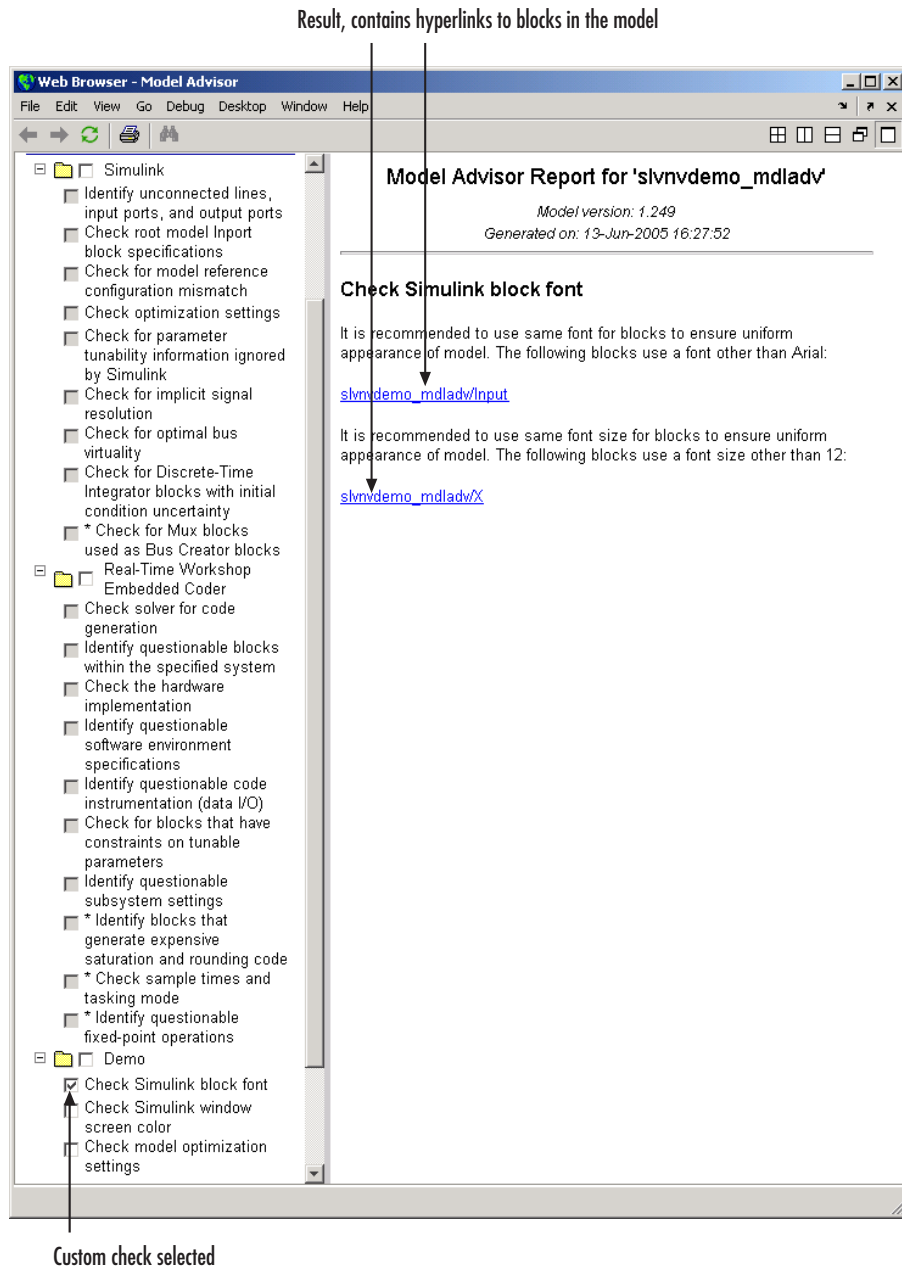 Result, contains hyperlinks to blocks in the model
Web Browser - Model Advisor
File Edit View Go Debug Desktop Window Help
Simulink
Identify unconnected lines,
input ports, and output ports
Check root model Inport
block specifications
Check for model reference
configuration mismatch
Check optimization settings
Check for parameter
tunability information ignored
by Simulink
Check for implicit signal
resolution
Check for optimal bus
virtuality
Check for Discrete-Time
Integrator blocks with initial
condition uncertainty
* Check for Mux blocks
used as Bus Creator blocks
Real-Time Workshop
Embedded Coder
Check solver for code
generation
Identify questionable blocks
within the specified system
Check the hardware
implementation
Identify questionable
software environment
specifications
Identify questionable code
instrumentation (data I/O)
Check for blocks that have
constraints on tunable
parameters
Identify questionable
subsystem settings
* Identify blocks that
generate expensive
saturation and rounding code
* Check sample times and
tasking mode
* Identify questionable
fixed-point operations
Demo
Check Simulink block font
Check Simulink window
screen color
Check model optimization
settings
Model Advisor Report for 'slvnvdemo_mdladv'
Model version: 1.249
Generated on: 13-Jun-2005 16:27:52
Check Simulink block font
It is recommended to use same font for blocks to ensure uniform
appearance of model. The following blocks use a font other than Arial:
slvnvdemo_mdladv/Input
It is recommended to use same font size for blocks to ensure uniform
appearance of model. The following blocks use a font size other than 12:
slvnvdemo_mdladv/X
Custom check selected